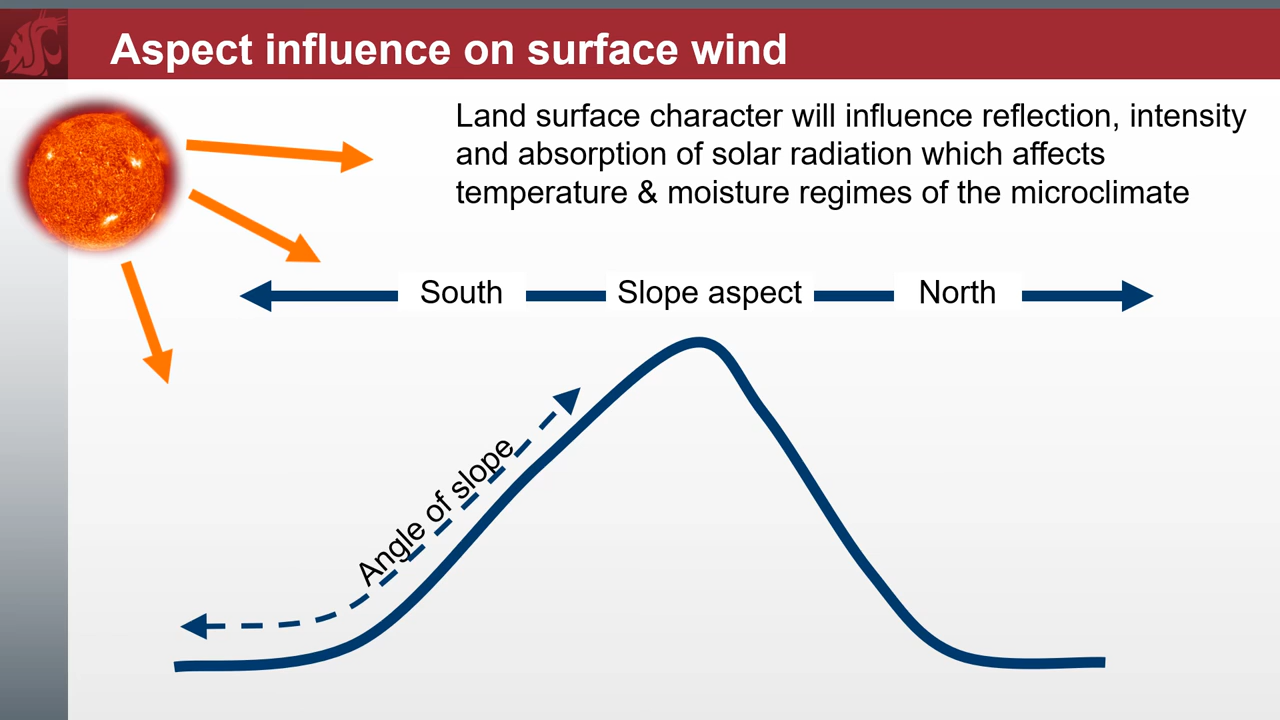 Aspect influence on surface wind
Land surface character will influence reflection, intensity
and absorption of solar radiation which affects
temperature & moisture regimes of the microclimate
South
Slope aspect
North
Angle of slope